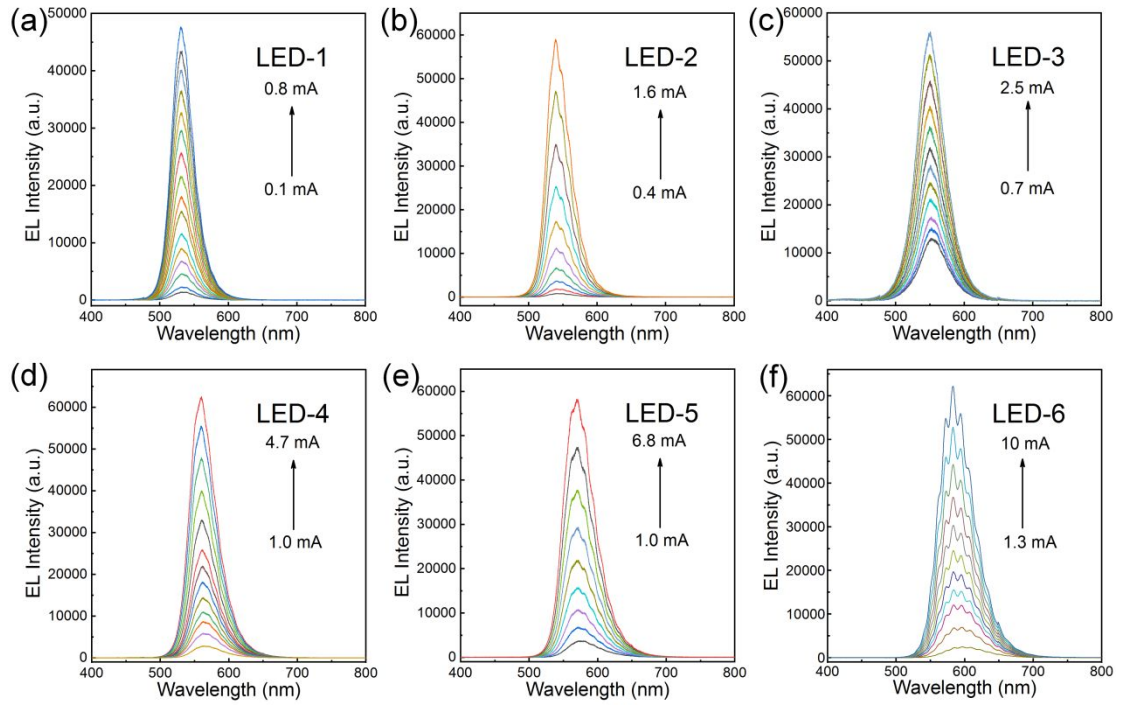 (a)
50000
40000
30000
20000
10000
0
EL Intensity (a.u.)
LED-1
0.8 mA
0.1 mA
400 500 600 700 800
Wavelength (nm)
(b)
60000
50000
40000
30000
20000
10000
0
EL Intensity (a.u.)
LED-2
1.6 mA
0.4 mA
400 500 600 700 800
Wavelength (nm)
(c)
60000
50000
40000
30000
20000
10000
0
EL Intensity (a.u.)
LED-3
2.5 mA
0.7 mA
400 500 600 700 800
Wavelength (nm)
(d)
60000
50000
40000
30000
20000
10000
0
EL Intensity (a.u.)
LED-4
4.7 mA
1.0 mA
400 500 600 700 800
Wavelength (nm)
(e)
60000
50000
40000
30000
20000
10000
0
EL Intensity (a.u.)
LED-5
6.8 mA
1.0 mA
400 500 600 700 800
Wavelength (nm)
(f)
60000
50000
40000
30000
20000
10000
0
EL Intensity (a.u.)
LED-6
10 mA
1.3 mA
400 500 600 700 800
Wavelength (nm)